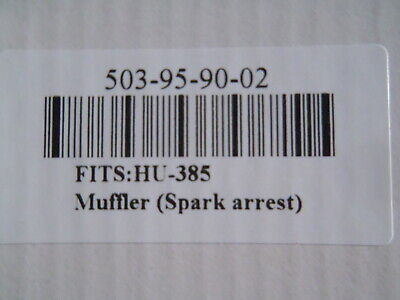 503-95-90-02
FITS:HU-385
Muffler (Spark arrest)